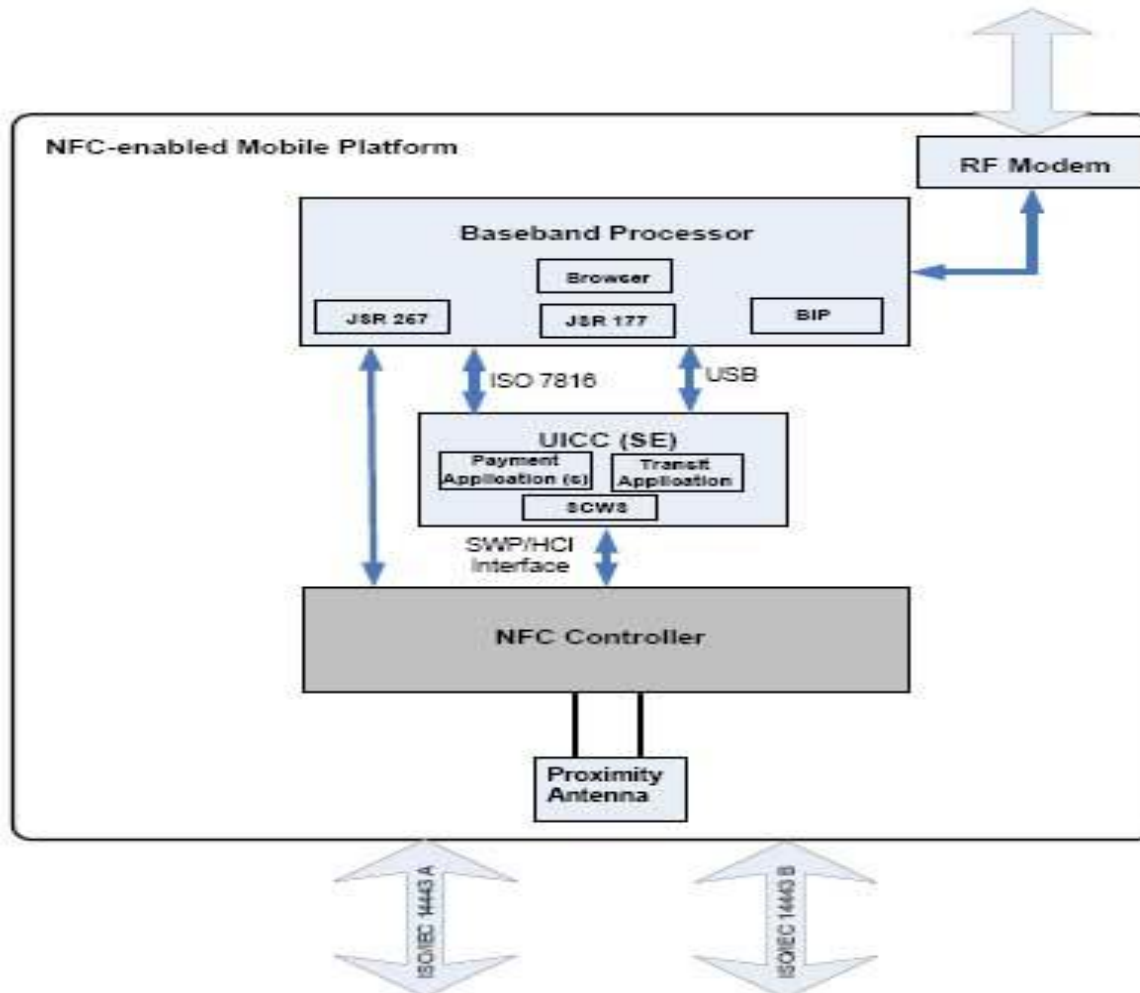 NFC-enabled Mobile Platform
RF Modem
Baseband Processor
Browser
JSR 267
JSR 177
BIP
ISO 7816
USB
UICC (SE)
Payment
Application (s)
Transit
Application
SCWS
SWP/HCI
Interface
NFC Controller
Proximity
Antenna
ISO/IEC 14443 A
ISO/IEC 14443 B